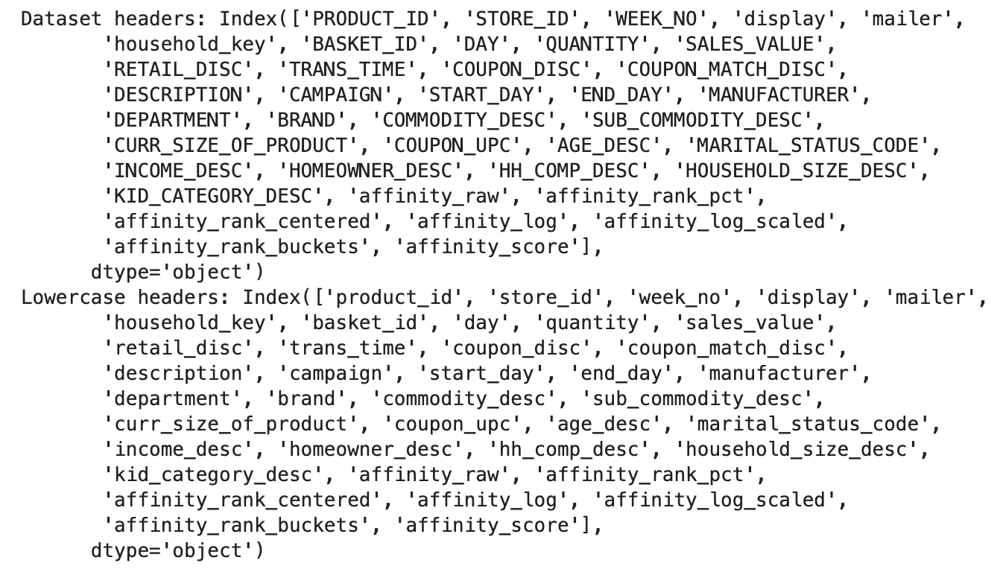 Dataset headers: Index(['PRODUCT_ID', 'STORE_ID', 'WEEK_NO', 'display', 'mailer',
       'household_key', 'BASKET_ID', 'DAY', 'QUANTITY', 'SALES_VALUE',
       'RETAIL_DISC', 'TRANS_TIME', 'COUPON_DISC', 'COUPON_MATCH_DISC',
       'DESCRIPTION', 'CAMPAIGN', 'START_DAY', 'END_DAY', 'MANUFACTURER',
       'DEPARTMENT', 'BRAND', 'COMMODITY_DESC', 'SUB_COMMODITY_DESC',
       'CURR_SIZE_OF_PRODUCT', 'COUPON_UPC', 'AGE_DESC', 'MARITAL_STATUS_CODE',
       'INCOME_DESC', 'HOMEOWNER_DESC', 'HH_COMP_DESC', 'HOUSEHOLD_SIZE_DESC',
       'KID_CATEGORY_DESC', 'affinity_raw', 'affinity_rank_pct',
       'affinity_rank_centered', 'affinity_log', 'affinity_log_scaled',
       'affinity_rank_buckets', 'affinity_score'],
      dtype='object')
Lowercase headers: Index(['product_id', 'store_id', 'week_no', 'display', 'mailer',
       'household_key', 'basket_id', 'day', 'quantity', 'sales_value',
       'retail_disc', 'trans_time', 'coupon_disc', 'coupon_match_disc',
       'description', 'campaign', 'start_day', 'end_day', 'manufacturer',
       'department', 'brand', 'commodity_desc', 'sub_commodity_desc',
       'curr_size_of_product', 'coupon_upc', 'age_desc', 'marital_status_code',
       'income_desc', 'homeowner_desc', 'hh_comp_desc', 'household_size_desc',
       'kid_category_desc', 'affinity_raw', 'affinity_rank_pct',
       'affinity_rank_centered', 'affinity_log', 'affinity_log_scaled',
       'affinity_rank_buckets', 'affinity_score'],
      dtype='object')